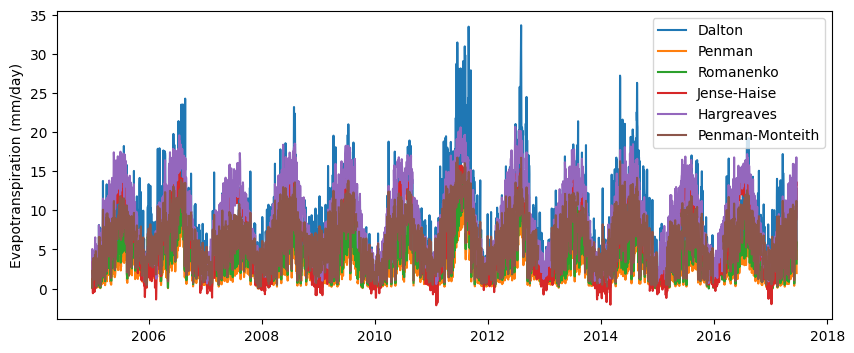 Evapotranspiration (mm/day)
35
30
25
20
15
10
5
0
2006
2008
2010
2012
2014
2016
2018
Dalton
Penman
Romanenko
Jense-Haise
Hargreaves
Penman-Monteith